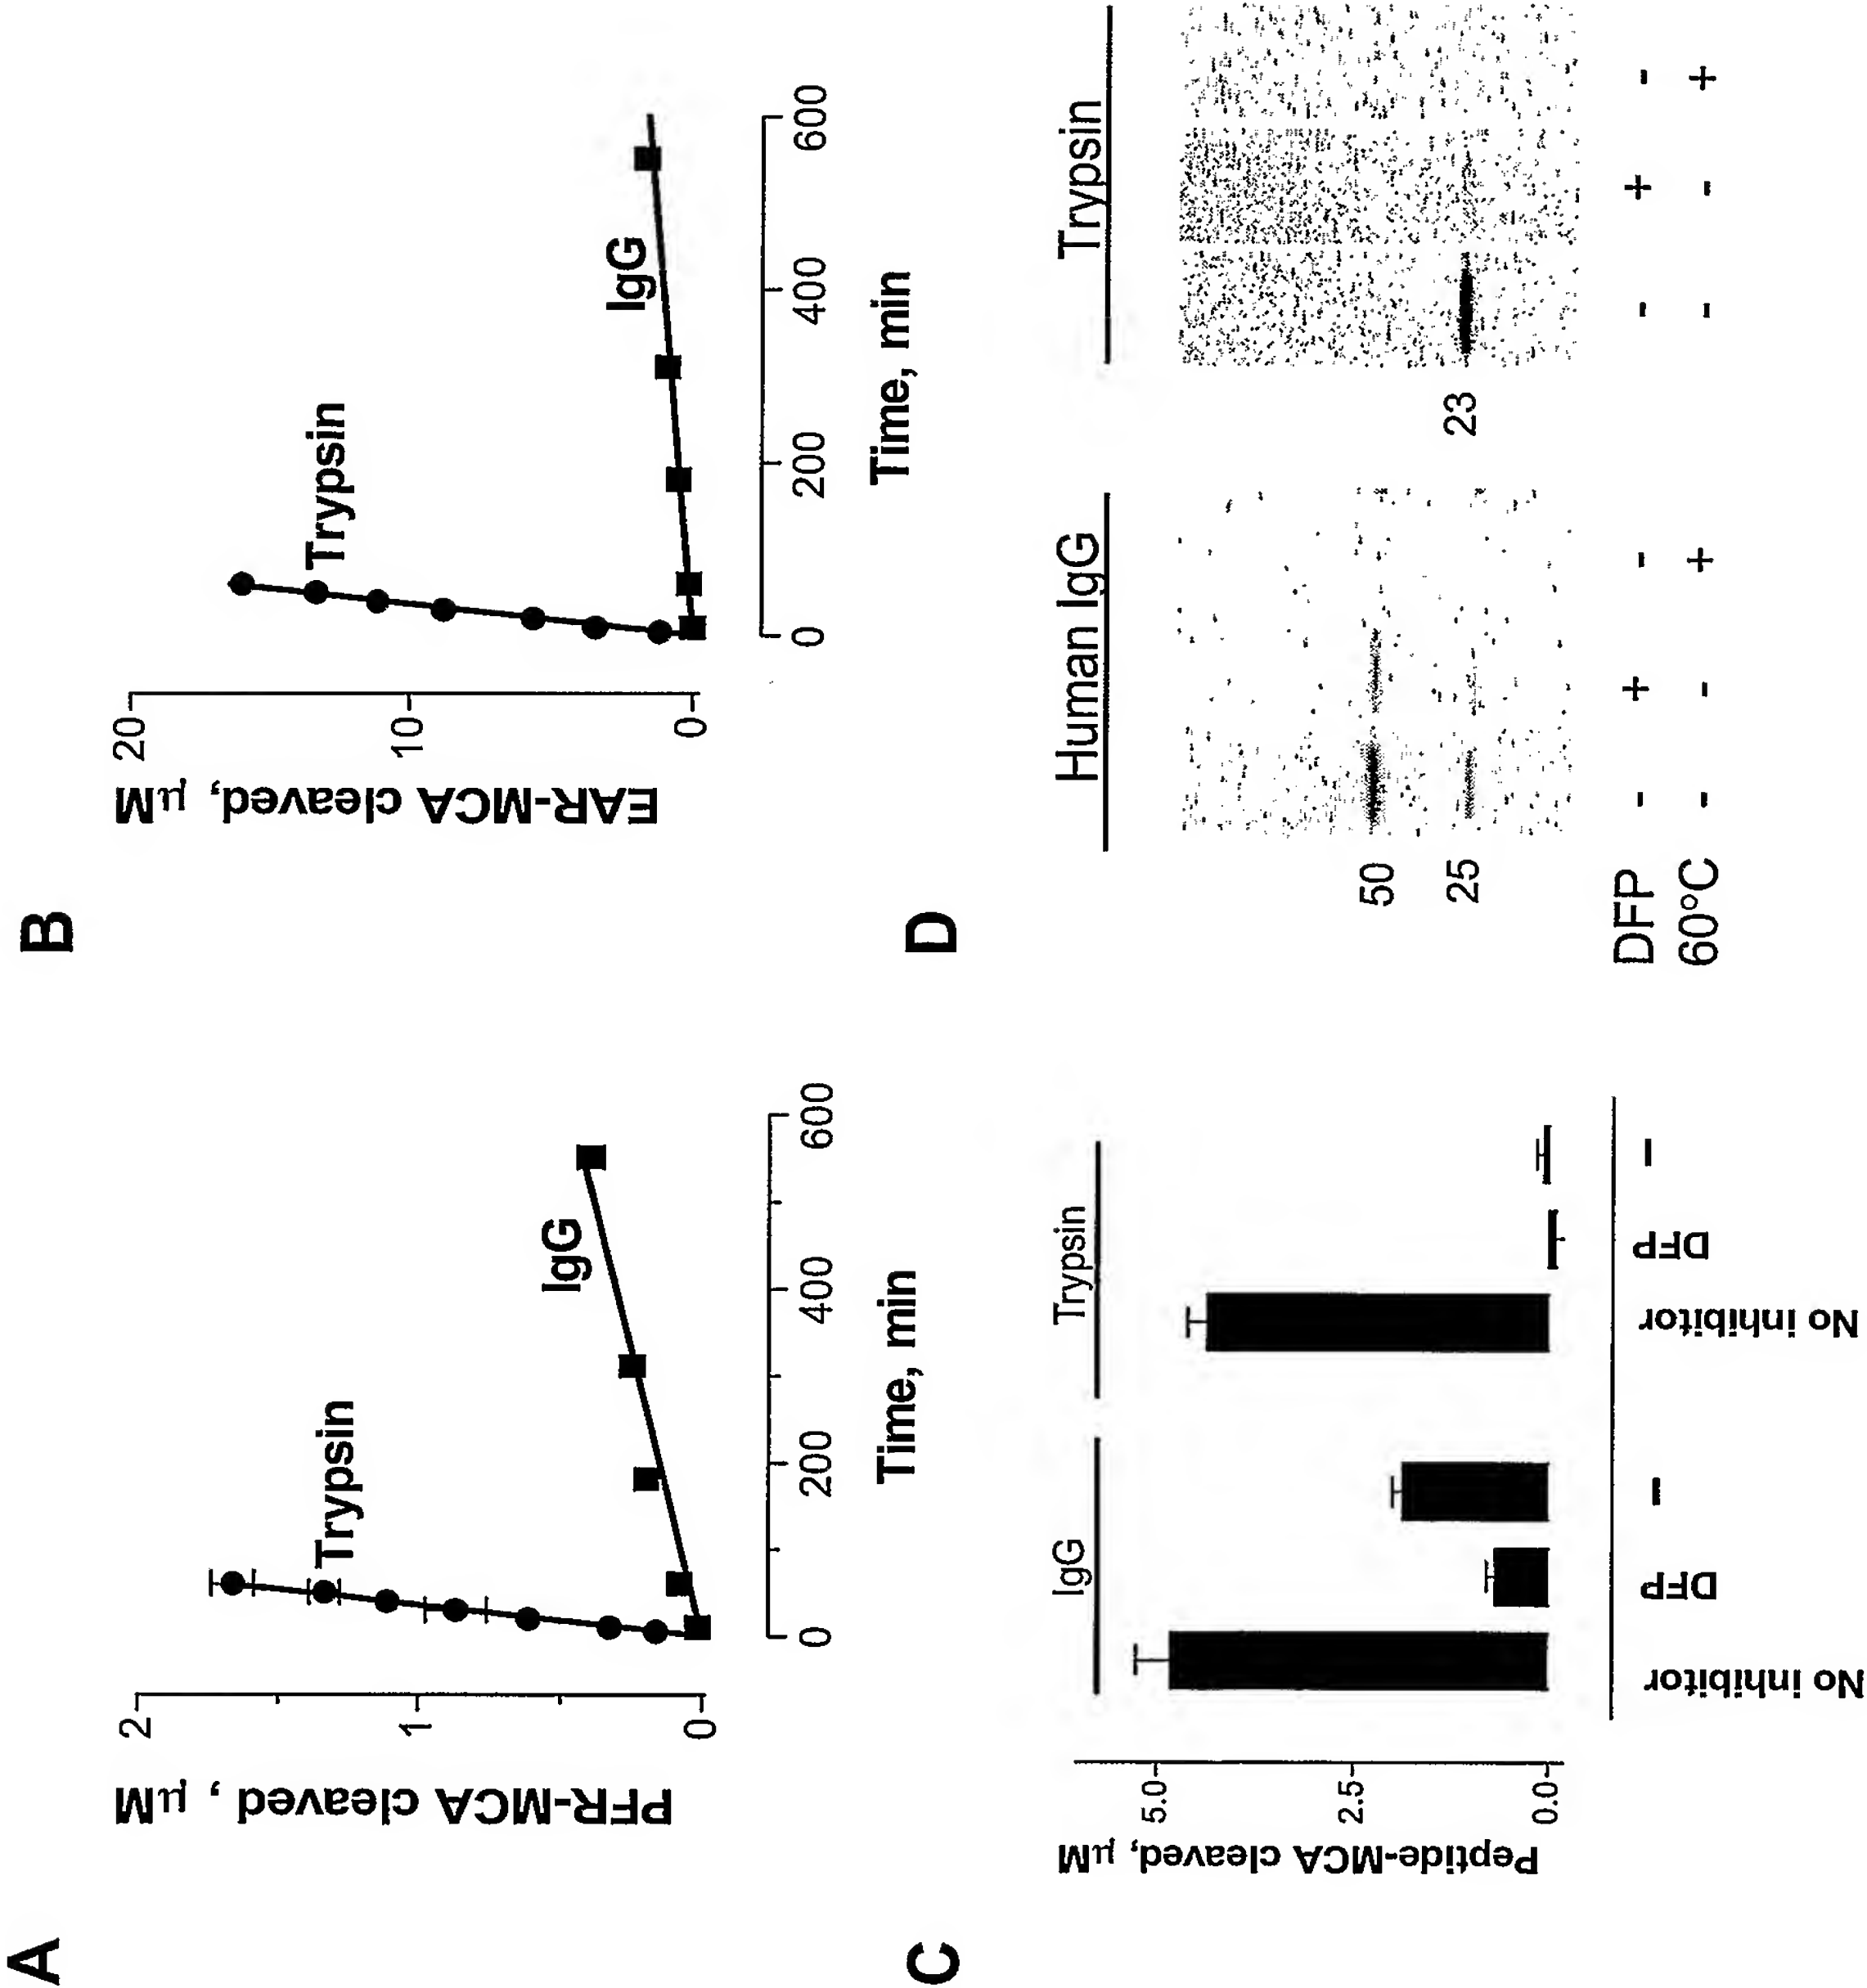 A
PFR-MCA cleaved , µM
2
1
0
Trypsin
IgG
0 200 400 600
Time, min
B
EAR-MCA cleaved, µM
20
10
0
Trypsin
IgG
0 200 400 600
Time, min
C
Peptide-MCA cleaved, µM
5.0
2.5
0.0
IgG Trypsin
No inhibitor DFP I No inhibitor DFP I
D
Human IgG Trypsin
50
25
23
DFP - + - - + -
60°C - - + - - +